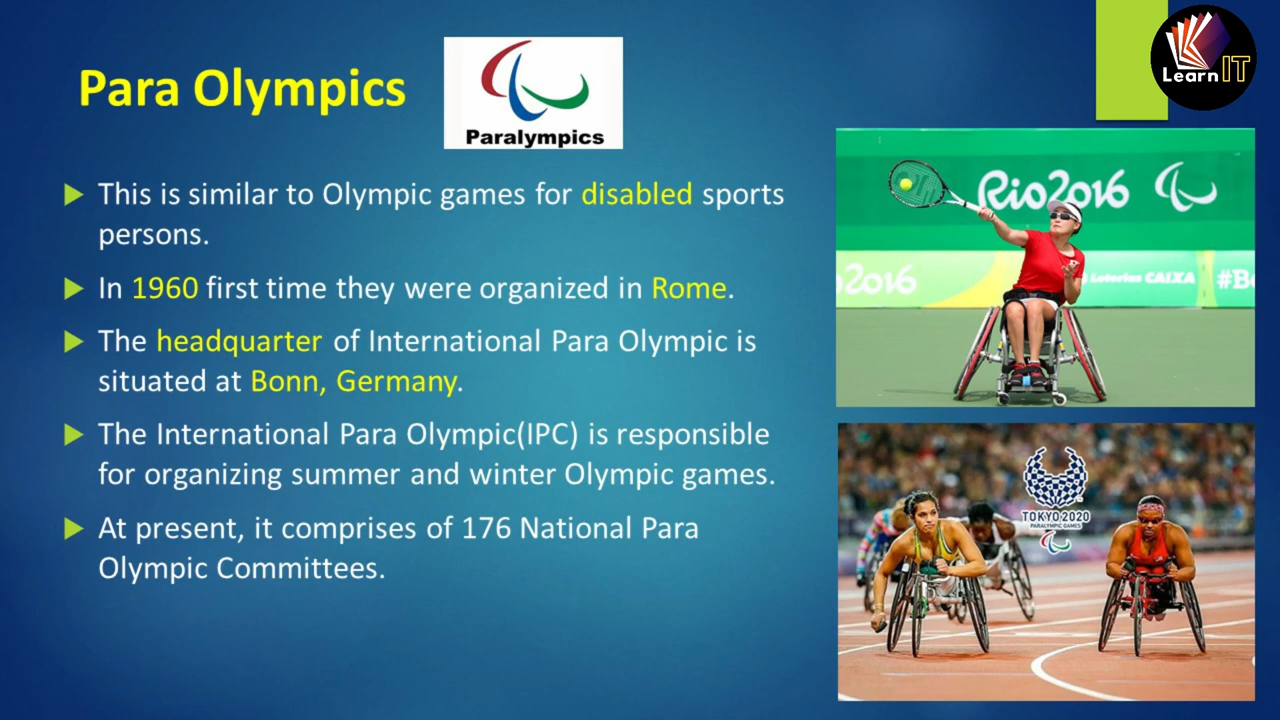 Para Olympics
Paralympics
Learn IT
This is similar to Olympic games for disabled sports
persons.
In 1960 first time they were organized in Rome.
The headquarter of International Para Olympic is
situated at Bonn, Germany.
The International Para Olympic(IPC) is responsible
for organizing summer and winter Olympic games.
At present, it comprises of 176 National Para
Olympic Committees.
Rio2016
2016
Loterias CAIXA
TOKYO 2020
PARALYMPIC GAMES